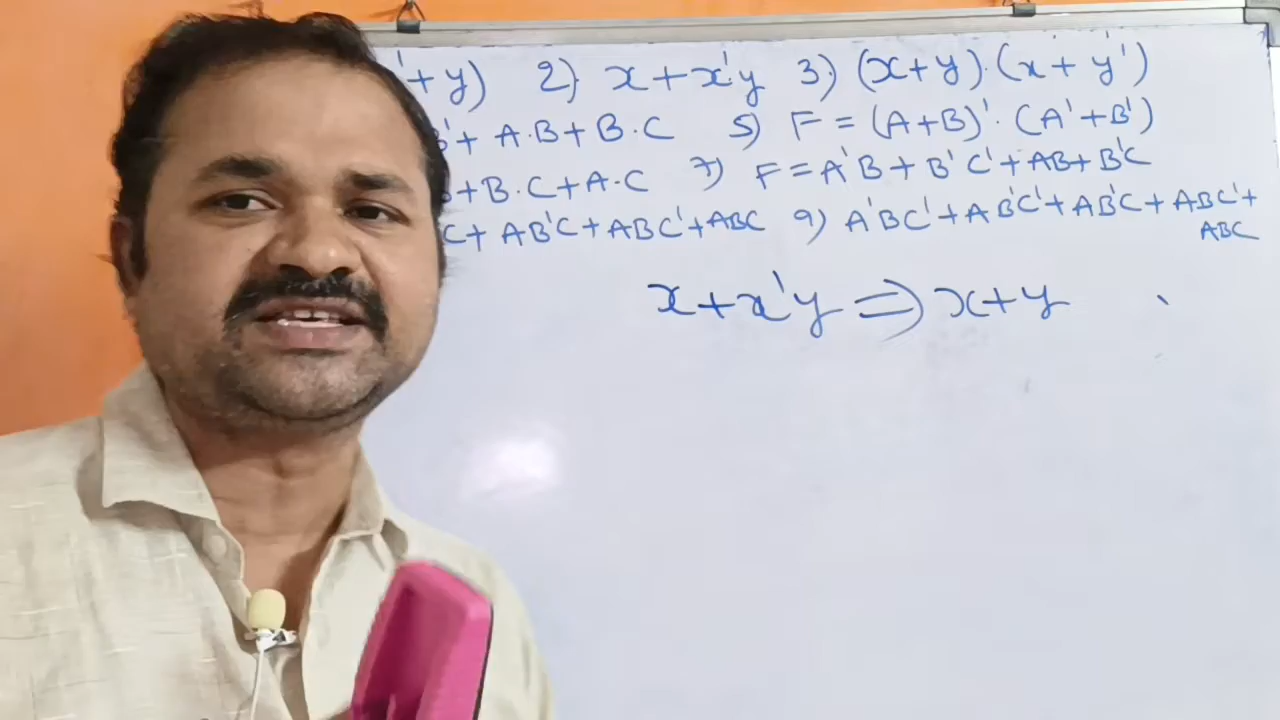 '+ y) 2) x + x'y 3) (x+y).(x+ y')
B'+ A.B+B.C 5) F = (A+B)'. (A'+B')
+B.C+A.C 7) F=A'B+B'C'+AB+B'C
C+ AB'C+ABC'+ABC 9) A'BC'+AB'C'+AB'C+ABC'+
ABC
x+x'y => x+y